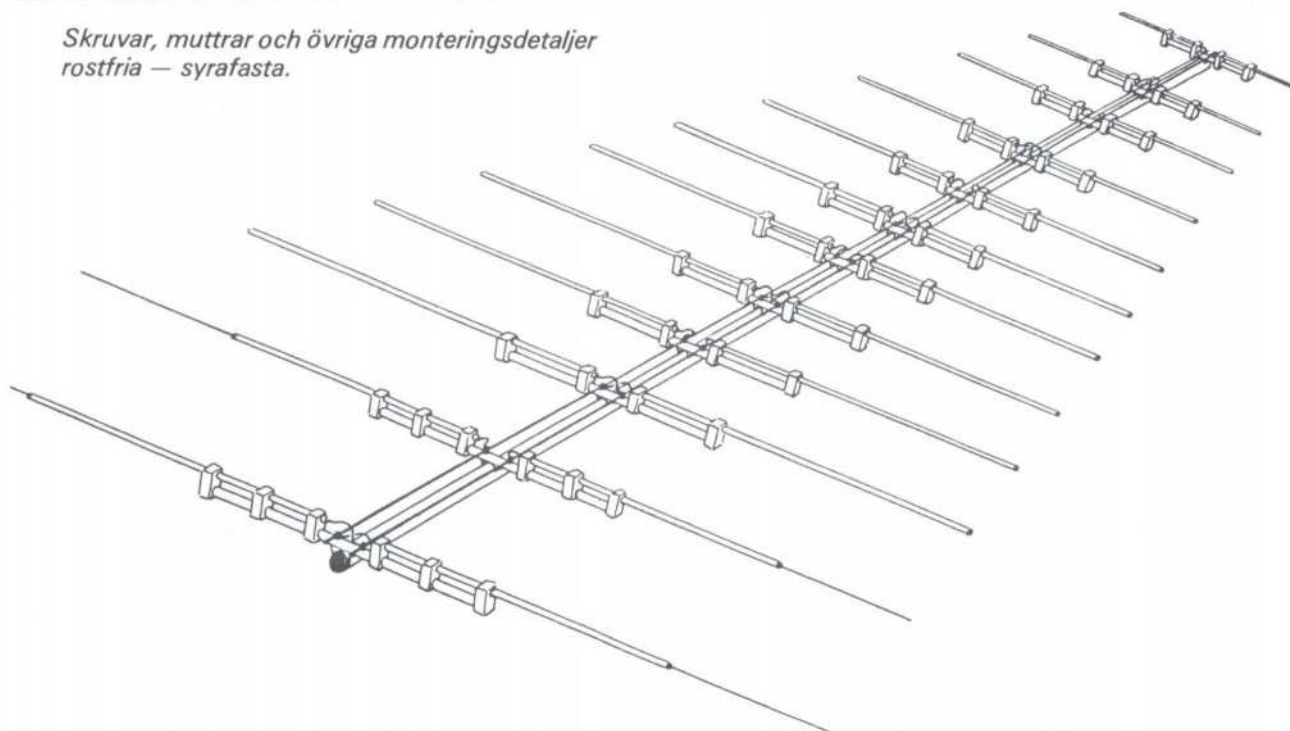 Skruvar, muttrar och övriga monteringsdetaljer
rostfria — syrafasta.